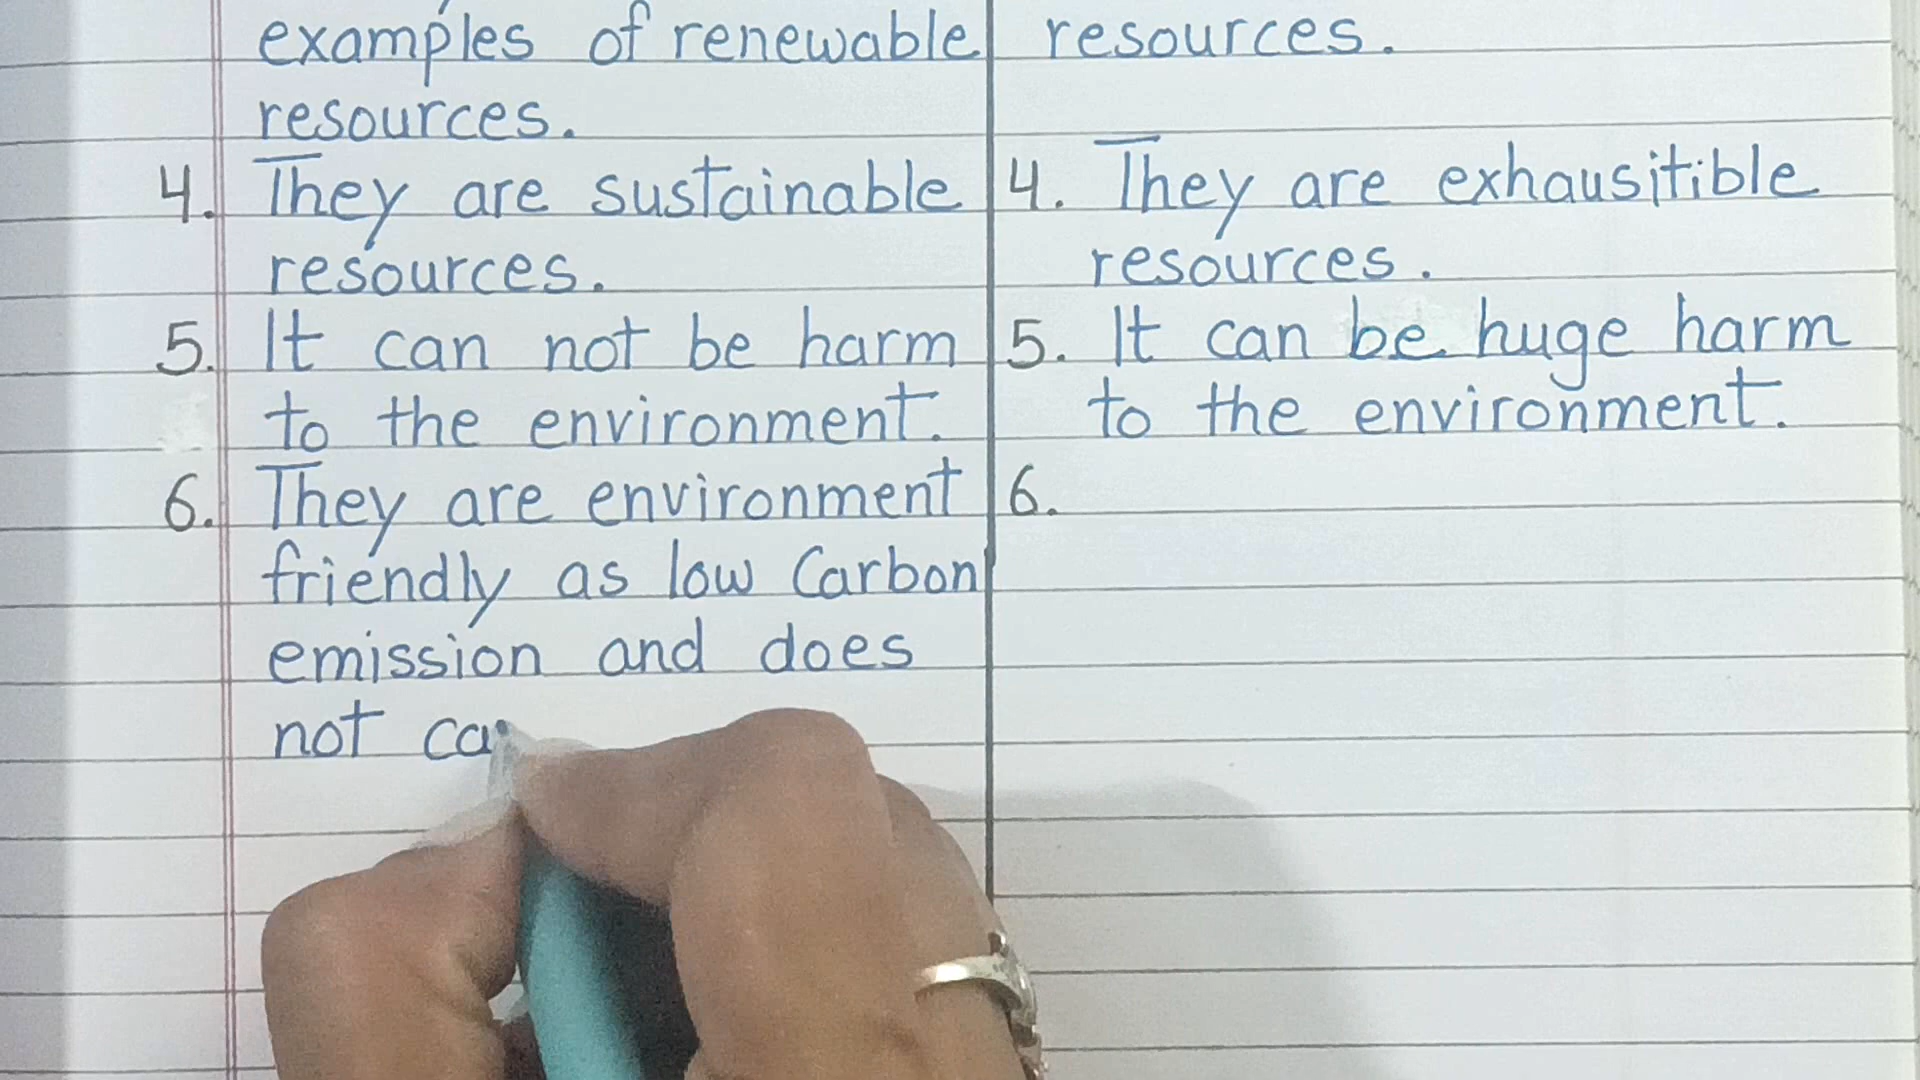 examples of renewable
resources.
4. They are sustainable
resources.
5. It can not be harm
to the environment.
6. They are environment
friendly as low Carbon
emission and does
not
resources.
4. They are exhausitible
resources.
5. It can be huge harm
to the environment.
6.